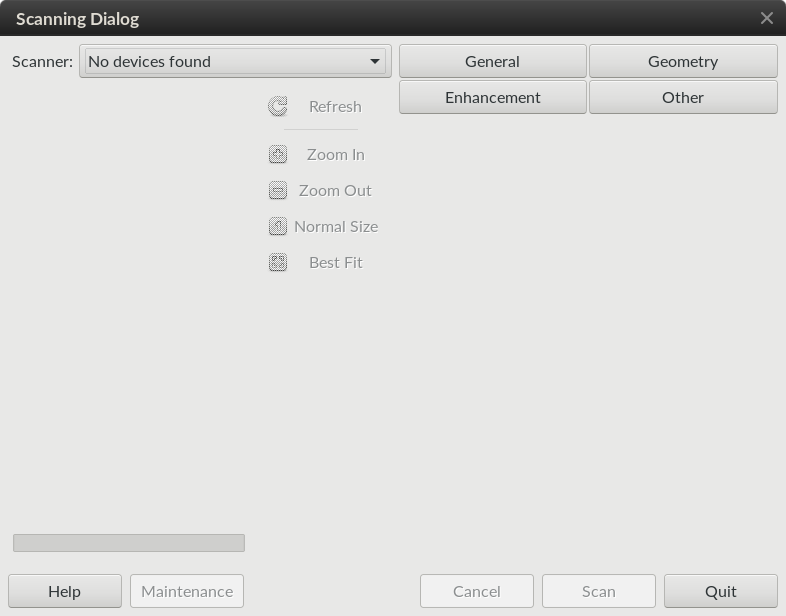 Scanning Dialog
Scanner: No devices found
General
Geometry
Enhancement
Other
Refresh
Zoom In
Zoom Out
Normal Size
Best Fit
Help
Maintenance
Cancel
Scan
Quit